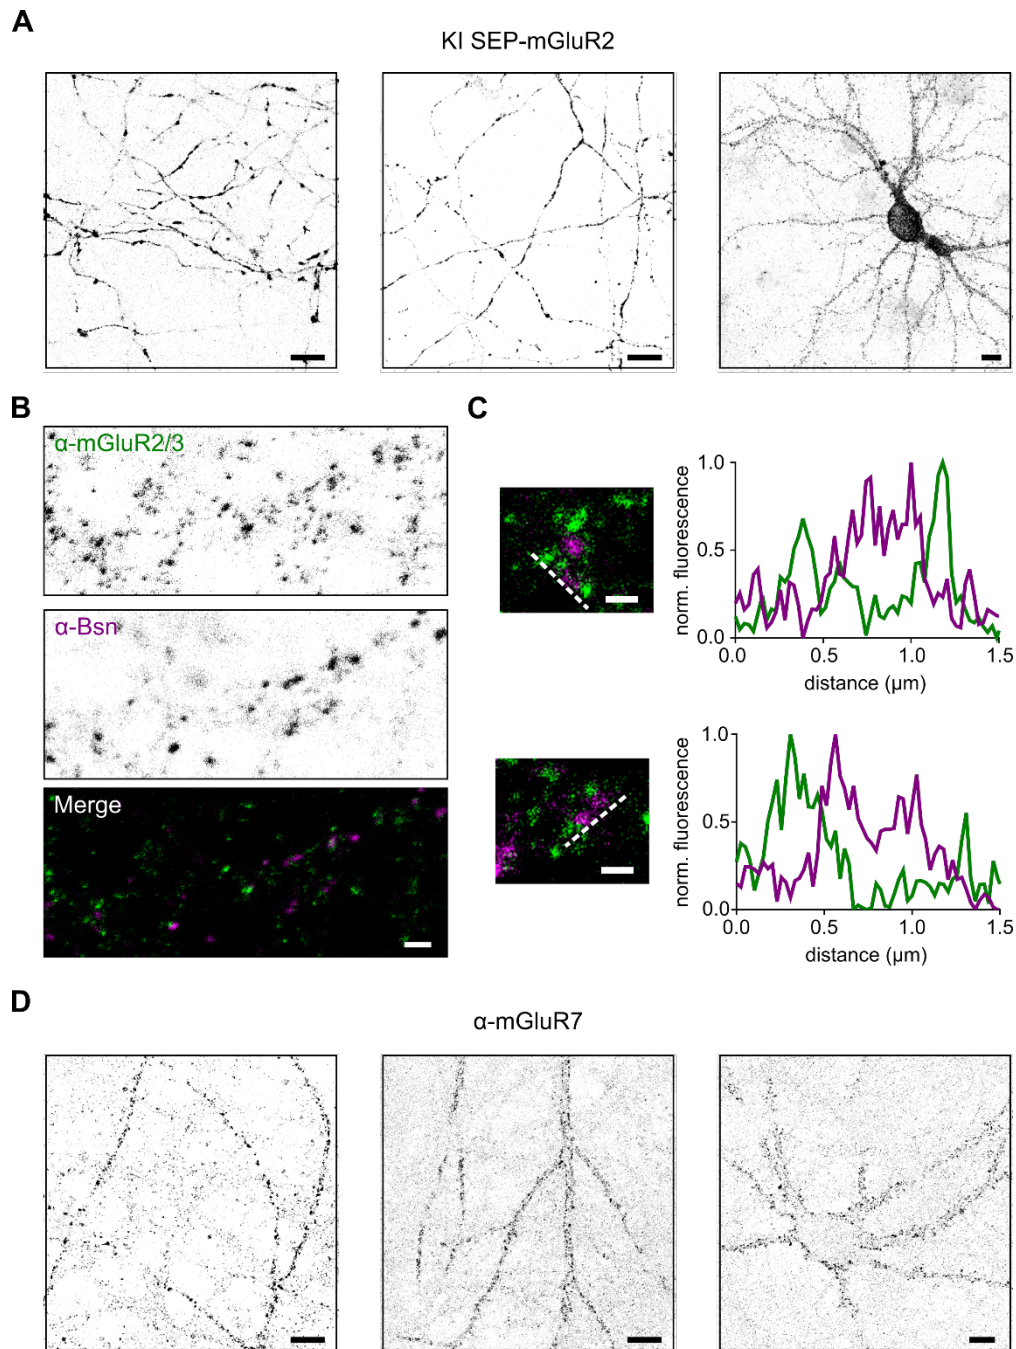 A
KI SEP-mGluR2
B
α-mGluR2/3
α-Bsn
Merge
C
norm. fluorescence
1.0
0.5
0.0
0.0 0.5 1.0 1.5
distance (µm)
norm. fluorescence
1.0
0.5
0.0
0.0 0.5 1.0 1.5
distance (µm)
D
α-mGluR7